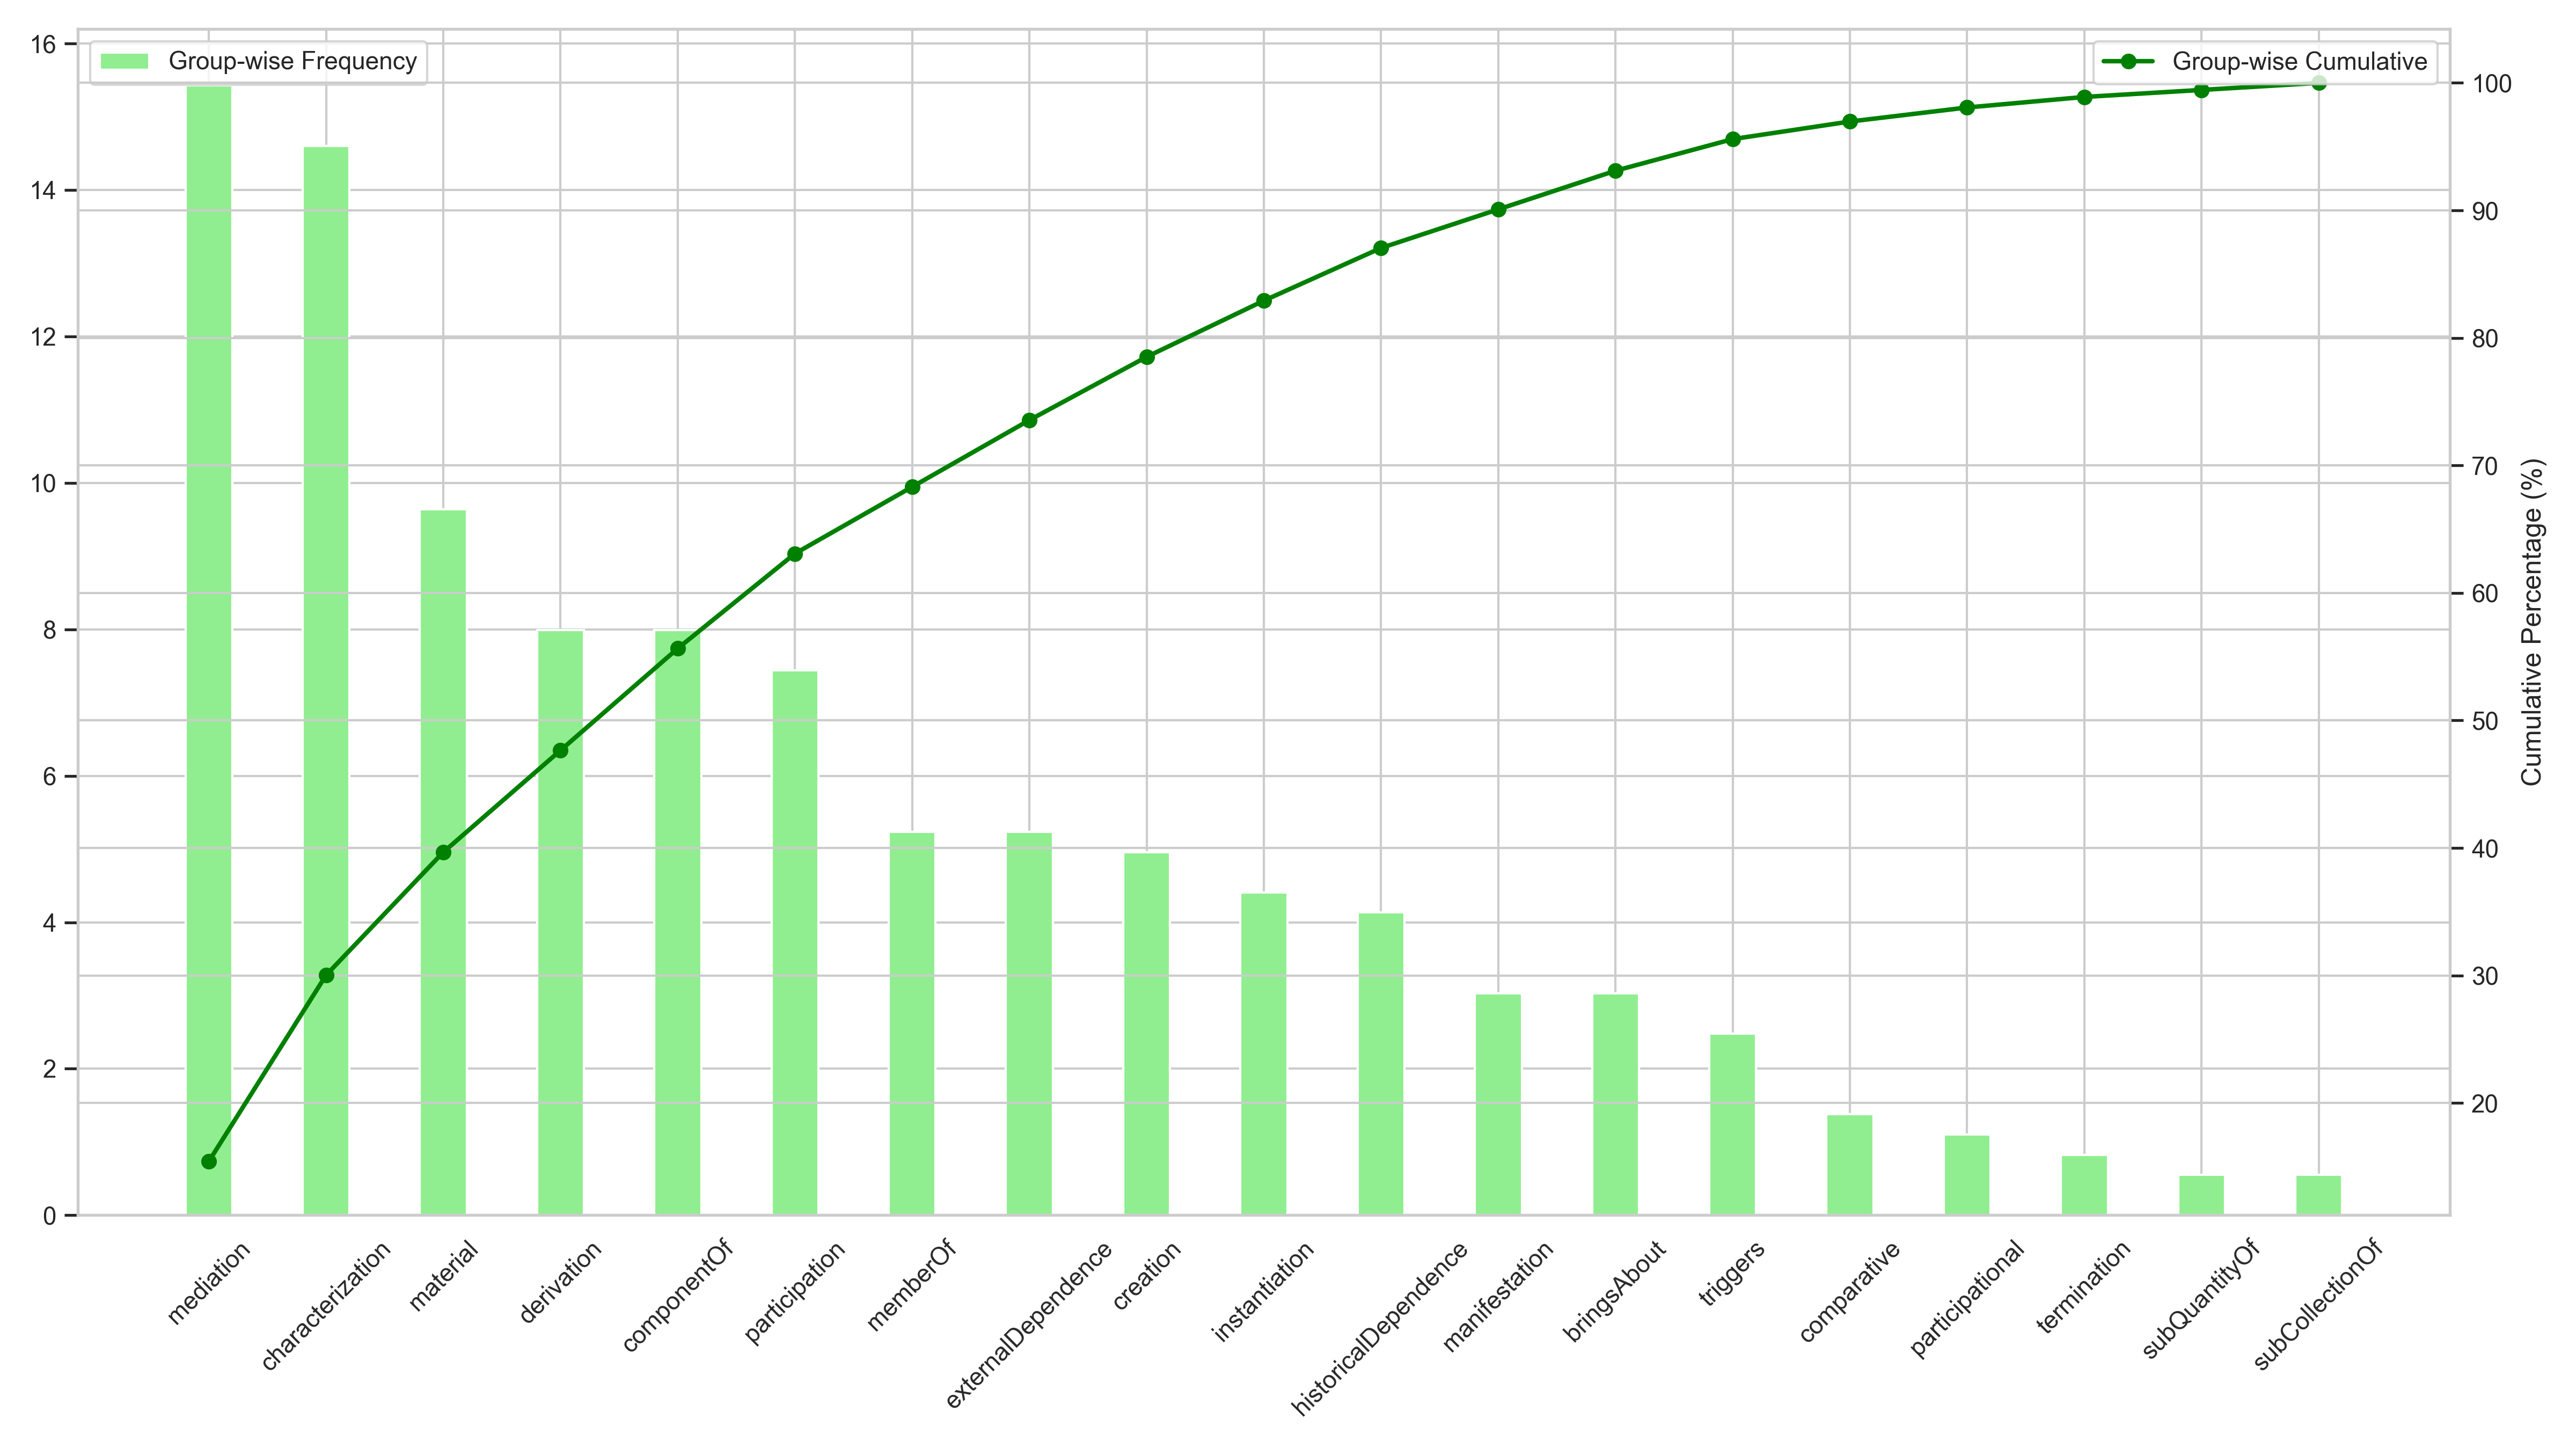 Group-wise Frequency
Group-wise Cumulative
16
14
12
10
8
6
4
2
0
100
90
80
70
60
50
40
30
20
Cumulative Percentage (%)
mediation
characterization
material
derivation
componentOf
participation
memberOf
externalDependence
creation
instantiation
historicalDependence
manifestation
bringsAbout
triggers
comparative
participational
termination
subQuantityOf
subCollectionOf